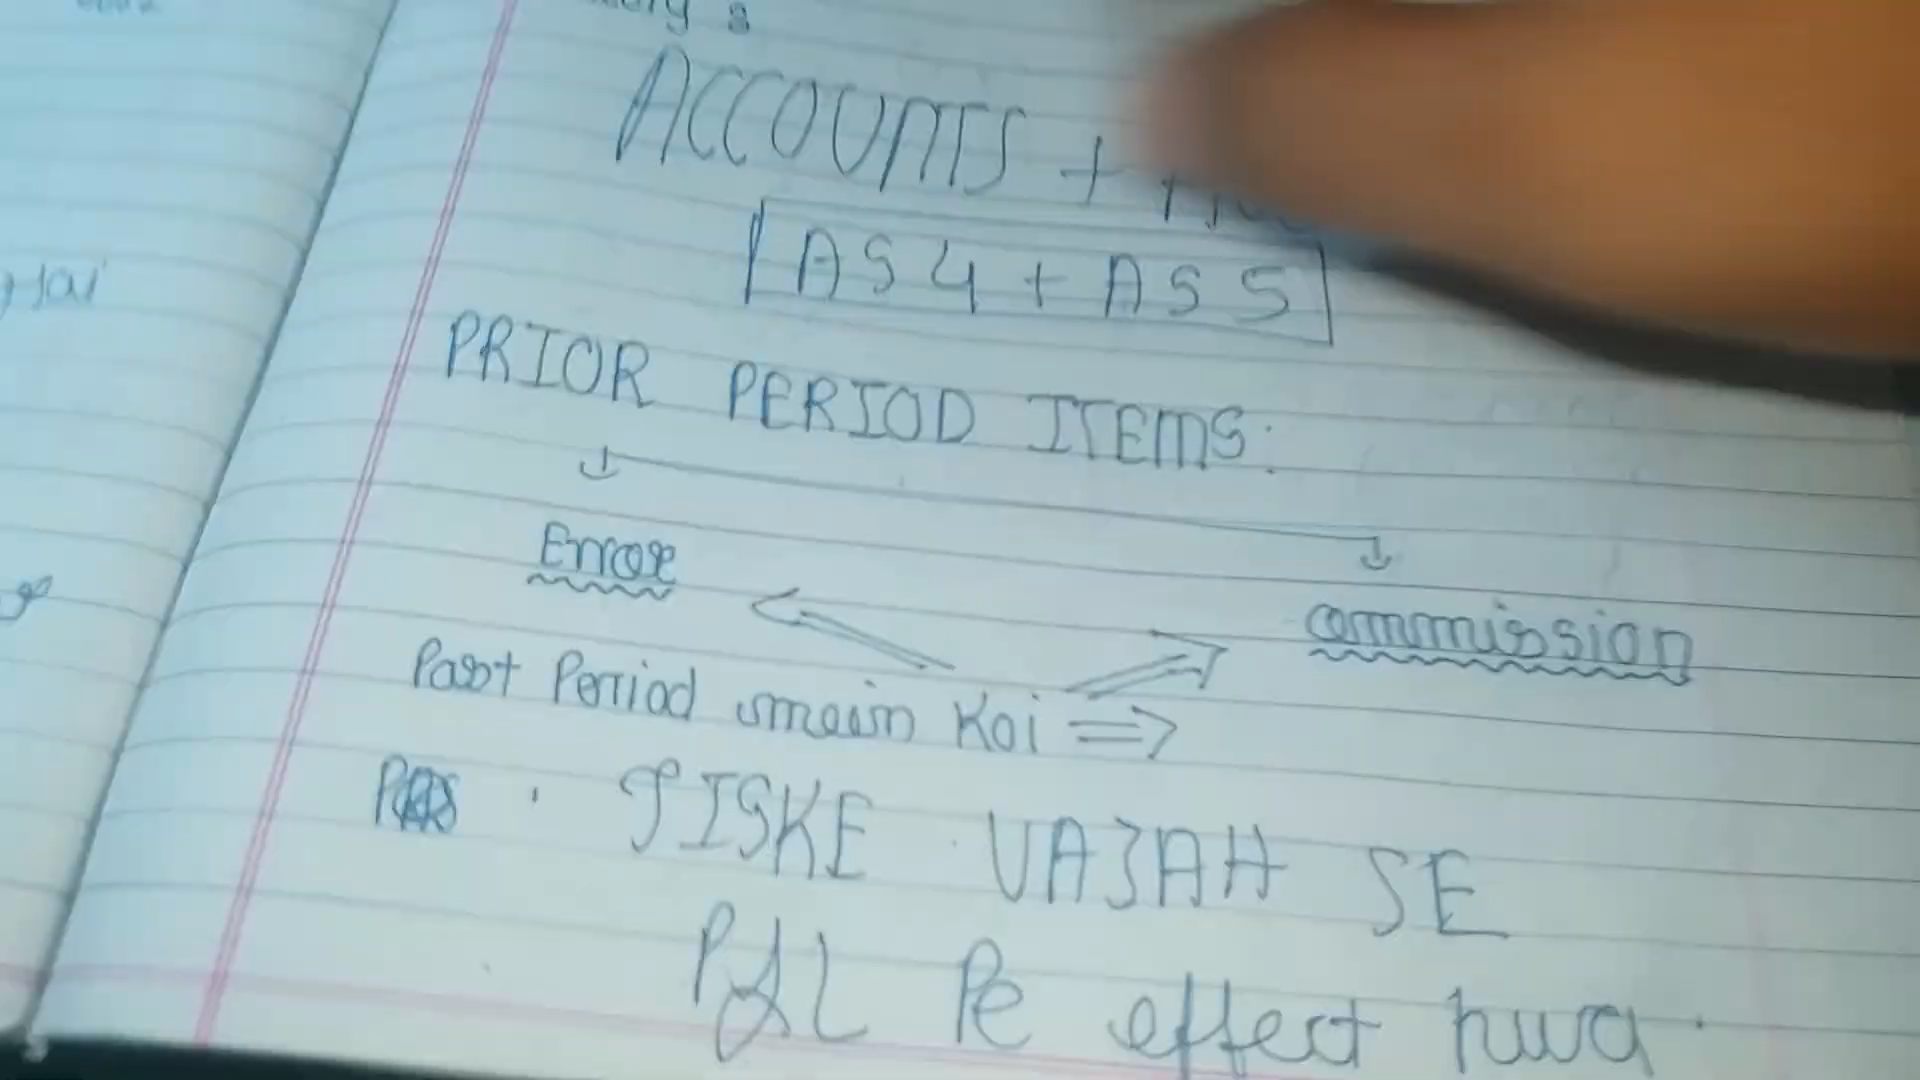 ACCOUNTS +
AS 4 + AS 5
PRIOR PERIOD ITEMS:
Error
commission
Past Period main Koi ⇒
JISKE VAJAH SE
P&L Pe effect hua